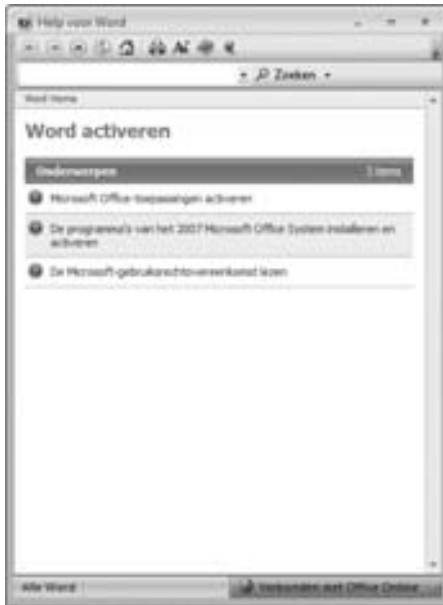 Help voor Word
Zoeken
Word Home
Word activeren
Onderwerpen 3 items
Microsoft Office-toepassingen activeren
De programma's van het 2007 Microsoft Office System installeren en
activeren
De Microsoft-gebruiksrechtovereenkomst lezen
Alle Word Verbonden met Office Online